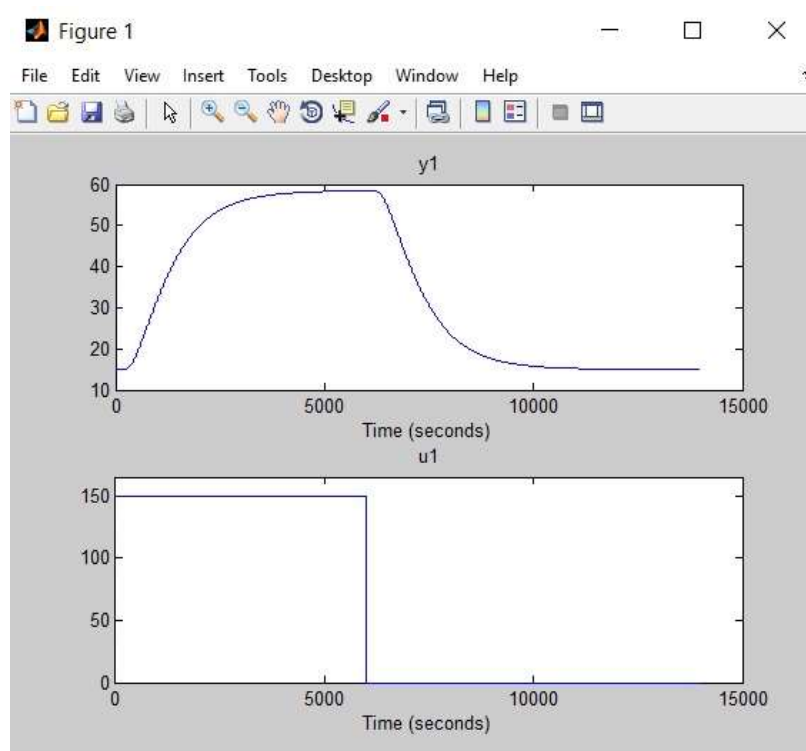 Figure 1
File Edit View Insert Tools Desktop Window Help
y1
60
50
40
30
20
10
0 5000 10000 15000
Time (seconds)
u1
150
100
50
0
0 5000 10000 15000
Time (seconds)